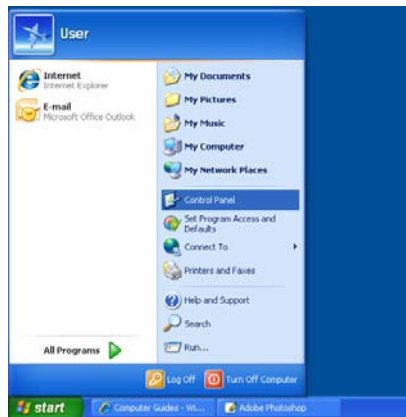 User
Internet
Internet Explorer
E-mail
Microsoft Office Outlook
My Documents
My Pictures
My Music
My Computer
My Network Places
Control Panel
Set Program Access and
Defaults
Connect To
Printers and Faxes
Help and Support
Search
Run...
All Programs
Log Off
Turn Off Computer
start
Computer Guides - Wi...
Adobe Photoshop